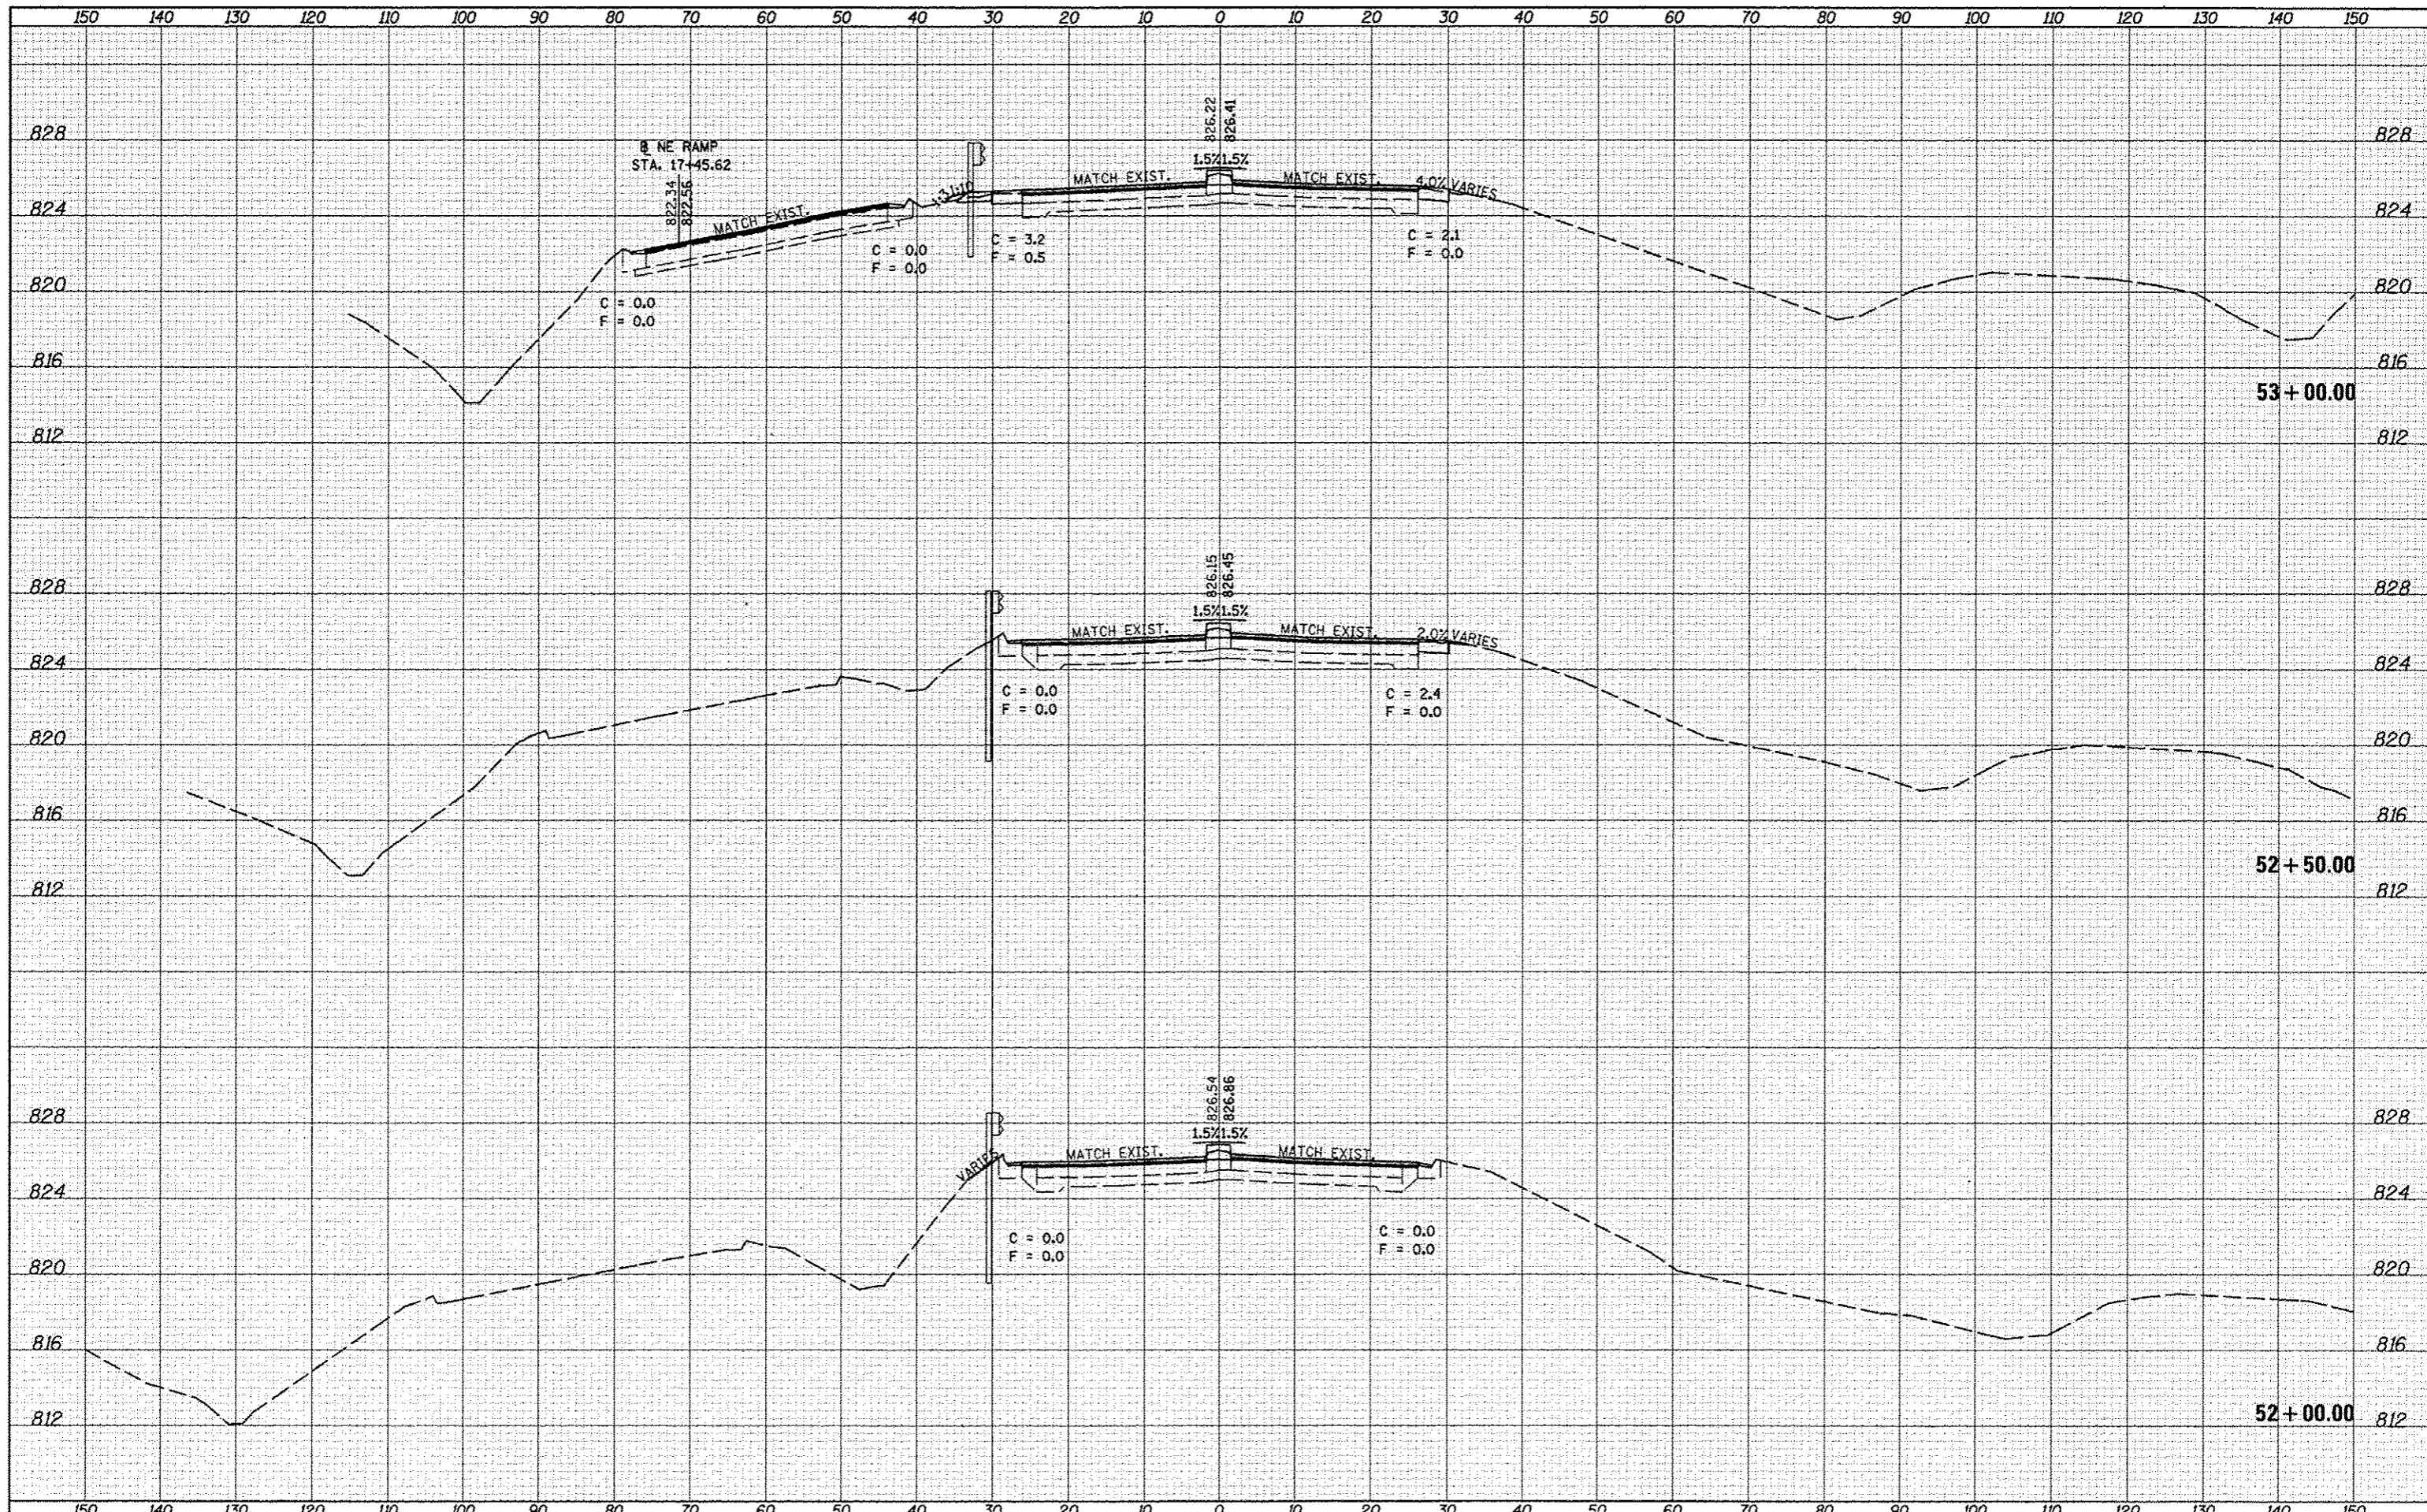 150 140 130 120 110 100 90 80 70 60 50 40 30 20 10 0 10 20 30 40 50 60 70 80 90 100 110 120 130 140 150
826.22
826.41
828 828
℄ NE RAMP
STA. 17+45.62
1.5% 1.5%
822.34
822.56
MATCH EXIST. MATCH EXIST. 4.0% VARIES
MATCH EXIST.
824 824
C = 0.0
F = 0.0
C = 3.2
F = 0.5
C = 2.1
F = 0.0
820 820
C = 0.0
F = 0.0
816 816
53+00.00
812 812
826.15
826.45
828 828
1.5% 1.5%
MATCH EXIST. MATCH EXIST. 2.0% VARIES
824 824
C = 0.0
F = 0.0
C = 2.4
F = 0.0
820 820
816 816
52+50.00
812 812
826.54
826.86
828 828
1.5% 1.5%
VARIES MATCH EXIST. MATCH EXIST.
824 824
C = 0.0
F = 0.0
C = 0.0
F = 0.0
820 820
816 816
52+00.00
812 812
150 140 130 120 110 100 90 80 70 60 50 40 30 20 10 0 10 20 30 40 50 60 70 80 90 100 110 120 130 140 150